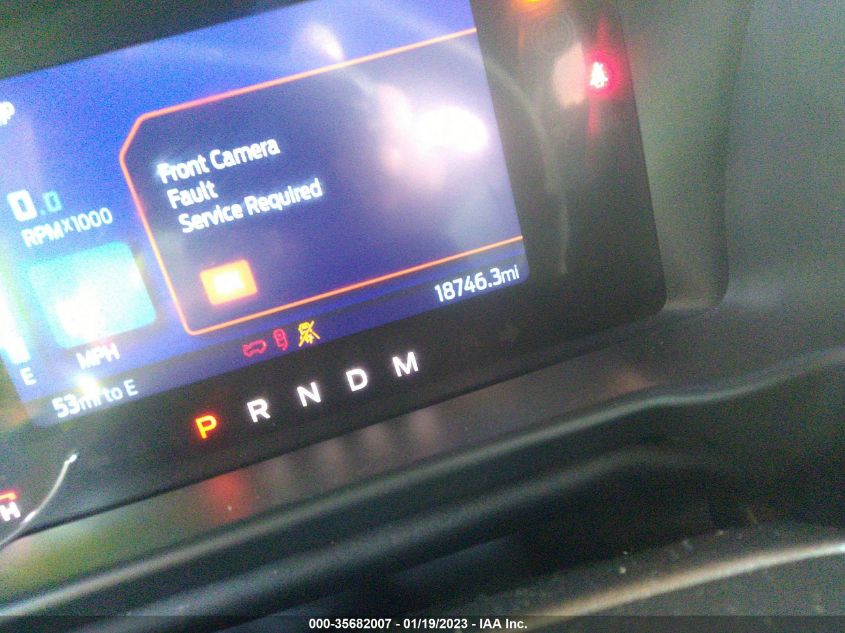 Front Camera
Fault
Service Required
OK
0.0
RPMX1000
18746.3mi
MPH
E
53mi to E
P R N D M
H
000-35682007 - 01/19/2023 - IAA Inc.